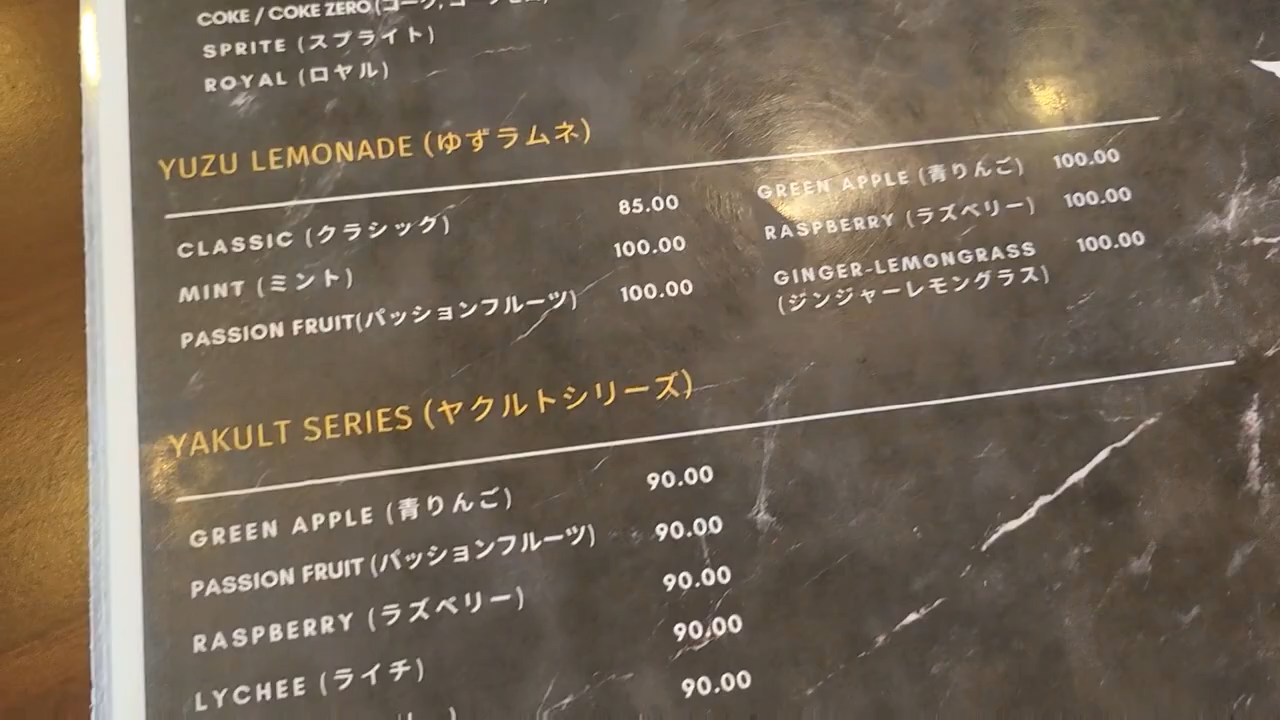 COKE / COKE ZERO
SPRITE (スプライト)
ROYAL (ロヤル)
YUZU LEMONADE (ゆずラムネ)
CLASSIC (クラシック) 85.00
MINT (ミント) 100.00
PASSION FRUIT(パッションフルーツ) 100.00
GREEN APPLE (青りんご) 100.00
RASPBERRY (ラズベリー) 100.00
GINGER-LEMONGRASS 100.00
(ジンジャーレモングラス)
YAKULT SERIES (ヤクルトシリーズ)
GREEN APPLE (青りんご) 90.00
PASSION FRUIT (パッションフルーツ) 90.00
RASPBERRY (ラズベリー) 90.00
LYCHEE (ライチ) 90.00
90.00